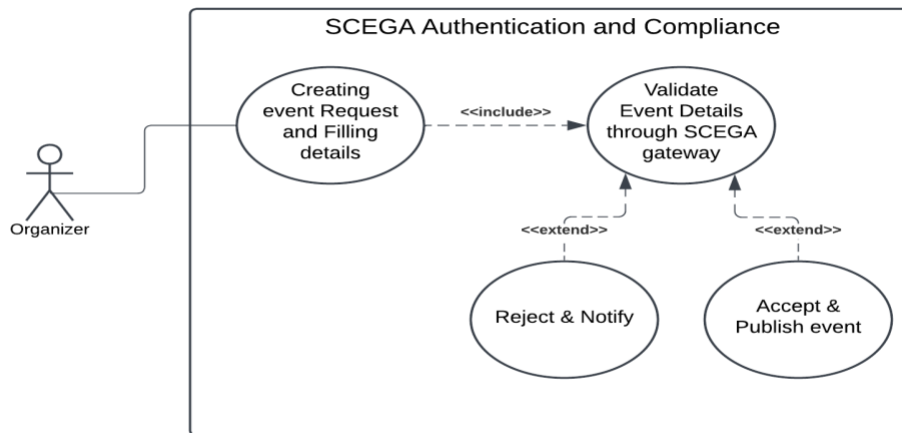 SCEGA Authentication and Compliance
Creating
event Request
and Filling
details
<<include>>
Validate
Event Details
through SCEGA
gateway
Organizer
<<extend>>
<<extend>>
Reject & Notify
Accept &
Publish event